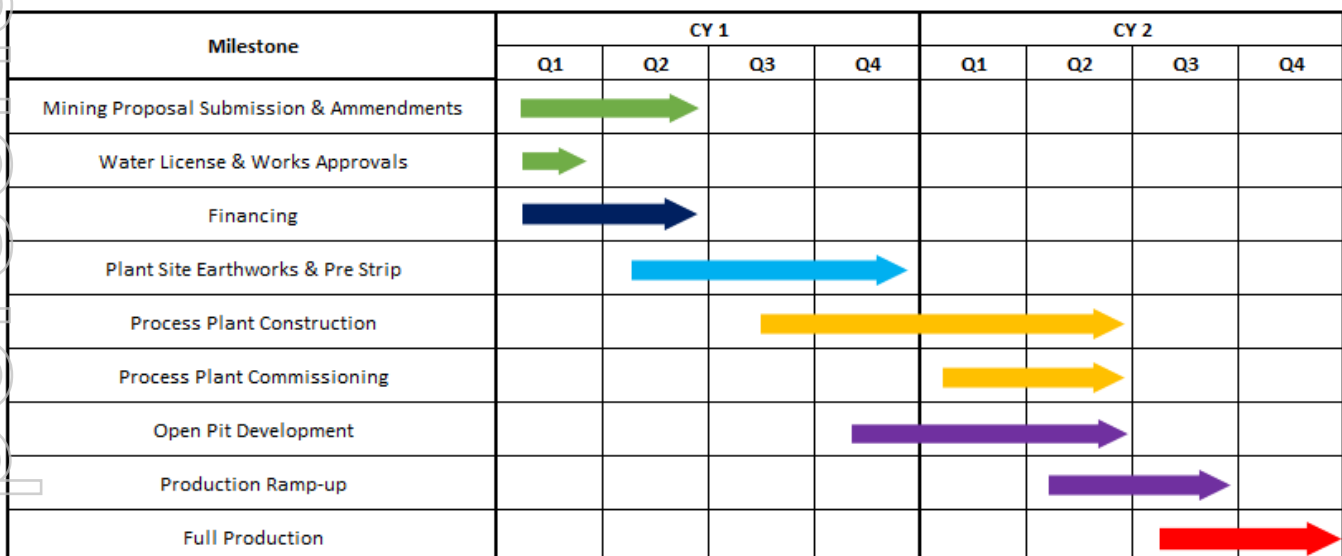 Milestone
CY 1
CY 2
Q1 Q2 Q3 Q4 Q1 Q2 Q3 Q4
Mining Proposal Submission & Ammendments
Water License & Works Approvals
Financing
Plant Site Earthworks & Pre Strip
Process Plant Construction
Process Plant Commissioning
Open Pit Development
Production Ramp-up
Full Production